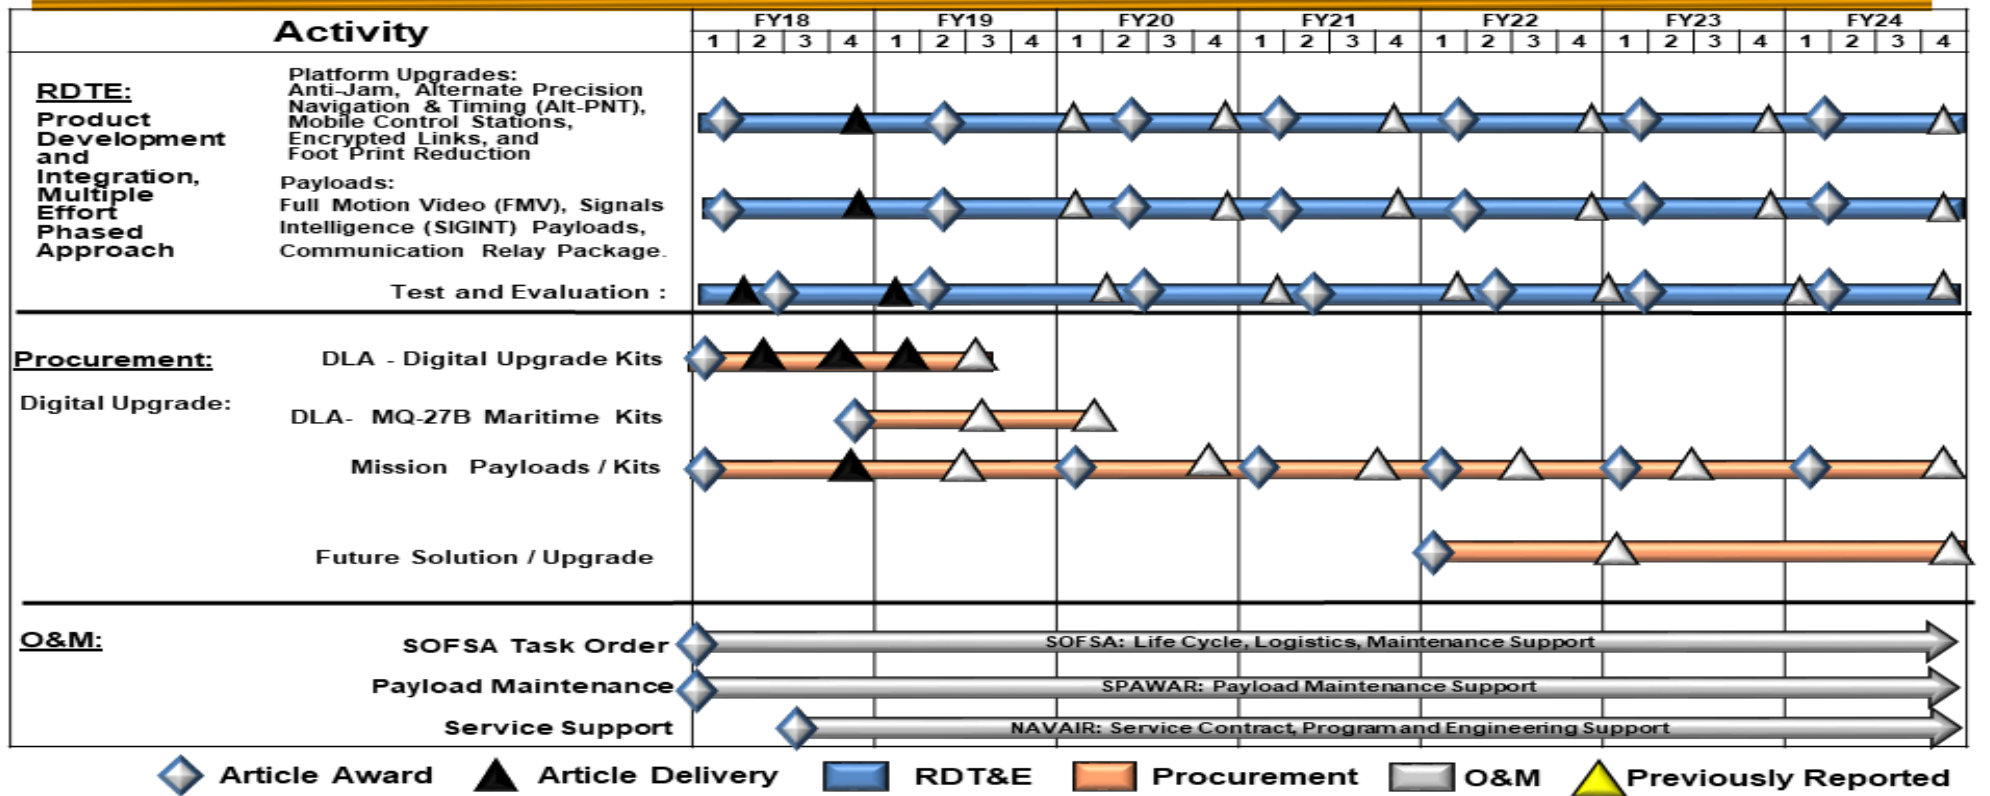 Activity
FY18 FY19 FY20 FY21 FY22 FY23 FY24
1 2 3 4 1 2 3 4 1 2 3 4 1 2 3 4 1 2 3 4 1 2 3 4 1 2 3 4
RDTE:
Product
Development
and
Integration,
Multiple
Effort
Phased
Approach
Platform Upgrades:
Anti-Jam, Alternate Precision
Navigation & Timing (Alt-PNT),
Mobile Control Stations,
Encrypted Links, and
Foot Print Reduction
Payloads:
Full Motion Video (FMV), Signals
Intelligence (SIGINT) Payloads,
Communication Relay Package.
Test and Evaluation :
Procurement:
DLA - Digital Upgrade Kits
Digital Upgrade:
DLA- MQ-27B Maritime Kits
Mission Payloads / Kits
Future Solution / Upgrade
O&M:
SOFSA Task Order
SOFSA: Life Cycle, Logistics, Maintenance Support
Payload Maintenance
SPAWAR: Payload Maintenance Support
Service Support
NAVAIR: Service Contract, Program and Engineering Support
Article Award Article Delivery RDT&E Procurement O&M Previously Reported